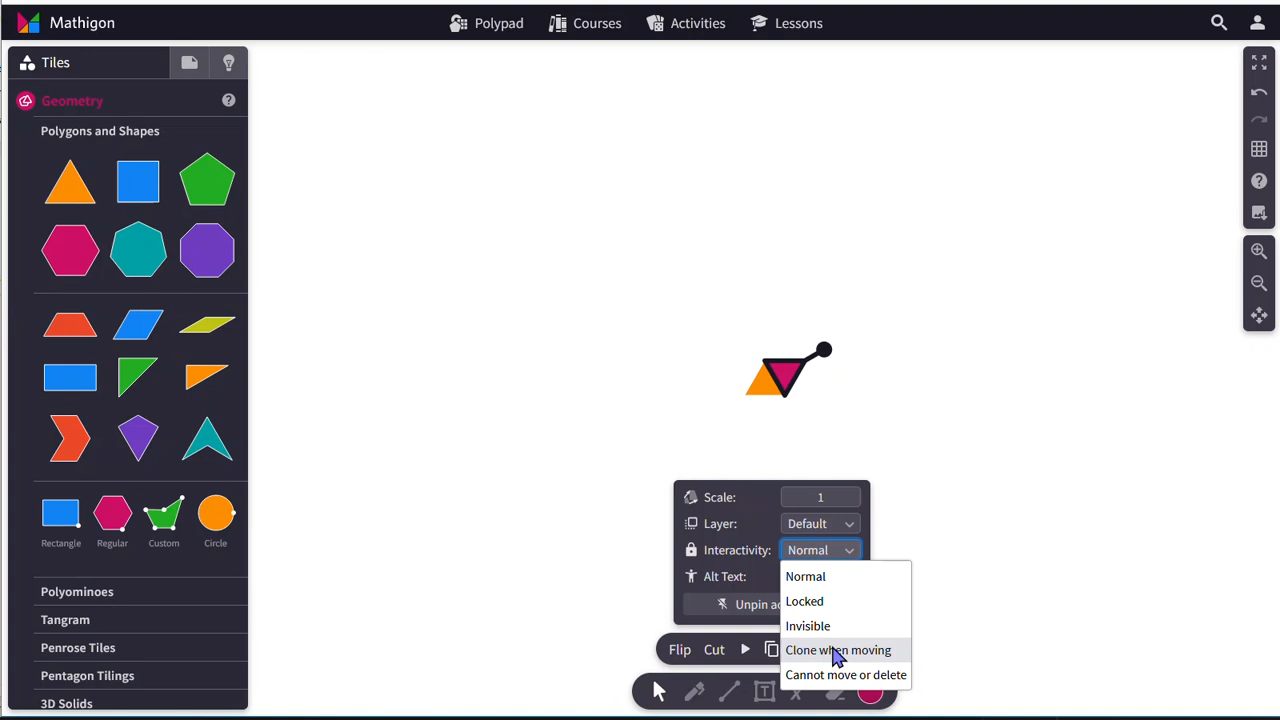 Mathigon
Polypad
Courses
Activities
Lessons
Tiles
Geometry
Polygons and Shapes
Rectangle
Regular
Custom
Circle
Polyominoes
Tangram
Penrose Tiles
Pentagon Tilings
3D Solids
Scale:
1
Layer:
Default
Interactivity:
Normal
Alt Text:
Normal
Locked
Invisible
Clone when moving
Cannot move or delete
Unpin
Flip
Cut